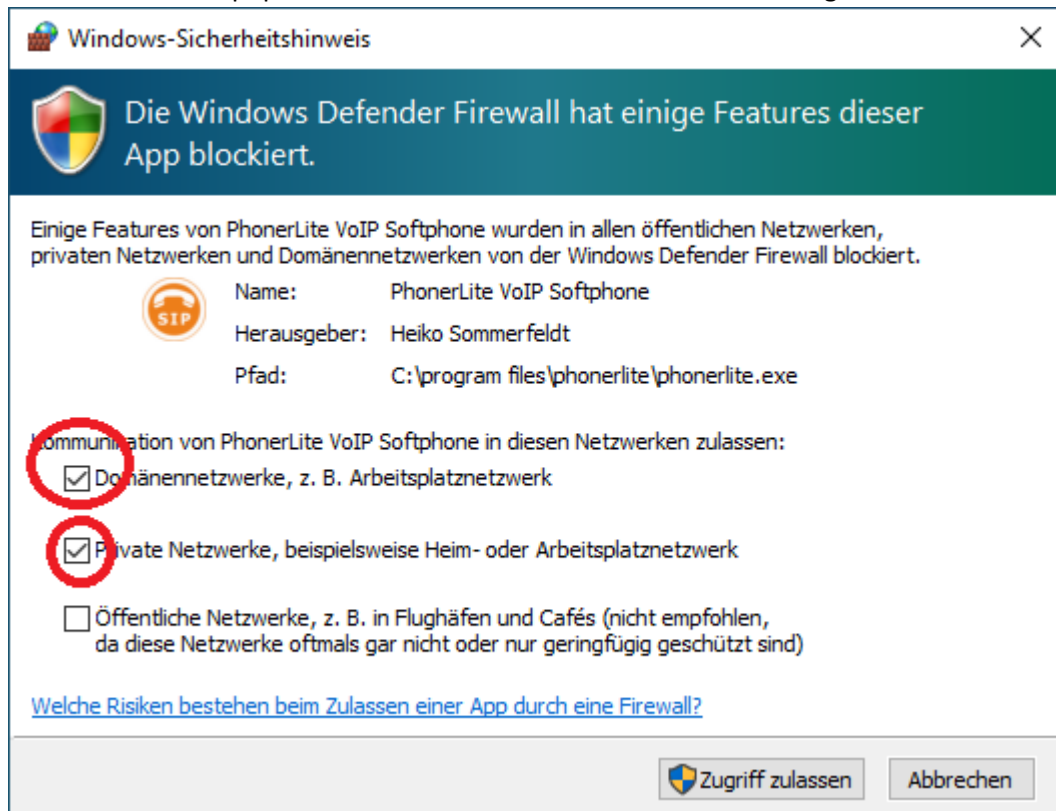 Windows-Sicherheitshinweis
Die Windows Defender Firewall hat einige Features dieser
App blockiert.
Einige Features von PhonerLite VoIP Softphone wurden in allen öffentlichen Netzwerken,
privaten Netzwerken und Domänennetzwerken von der Windows Defender Firewall blockiert.
SIP
Name: PhonerLite VoIP Softphone
Herausgeber: Heiko Sommerfeldt
Pfad: C:\program files\phonerlite\phonerlite.exe
Kommunikation von PhonerLite VoIP Softphone in diesen Netzwerken zulassen:
Domänennetzwerke, z. B. Arbeitsplatznetzwerk
Private Netzwerke, beispielsweise Heim- oder Arbeitsplatznetzwerk
Öffentliche Netzwerke, z. B. in Flughäfen und Cafés (nicht empfohlen,
da diese Netzwerke oftmals gar nicht oder nur geringfügig geschützt sind)
Welche Risiken bestehen beim Zulassen einer App durch eine Firewall?
Zugriff zulassen Abbrechen